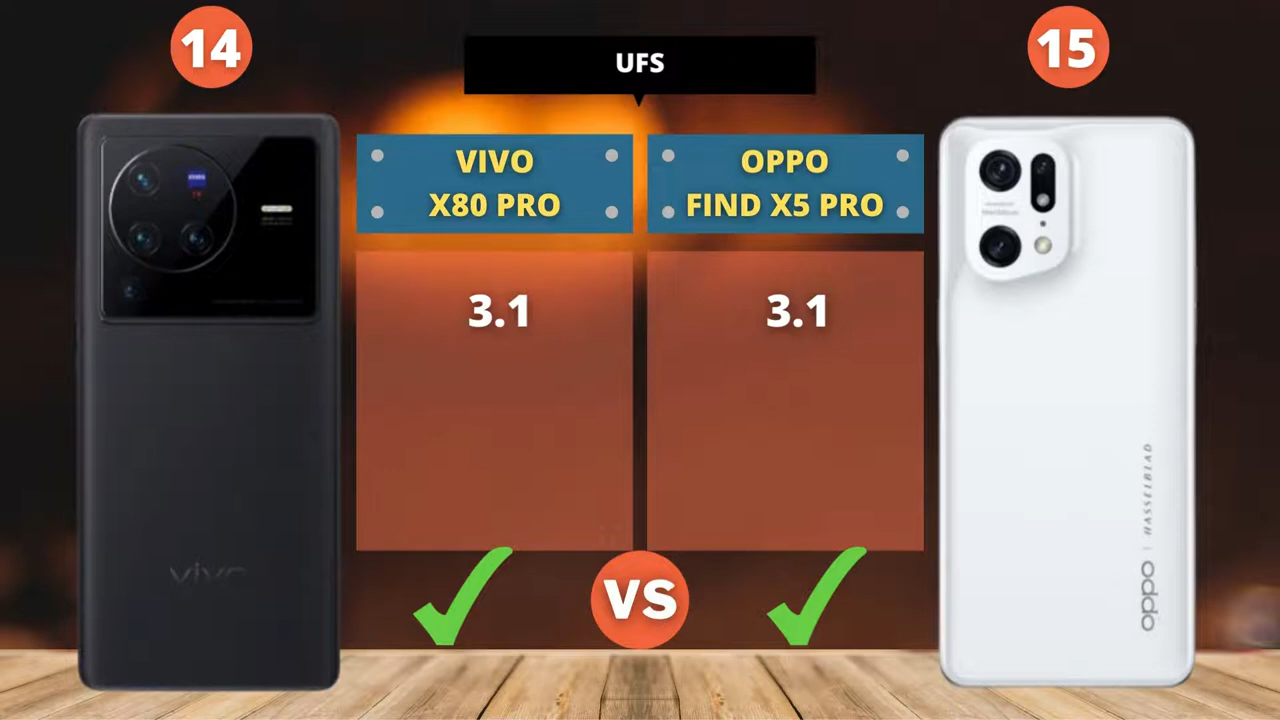 14
UFS
15
VIVO
X80 PRO
OPPO
FIND X5 PRO
3.1
3.1
VS
vivo
oppo | HASSELBLAD